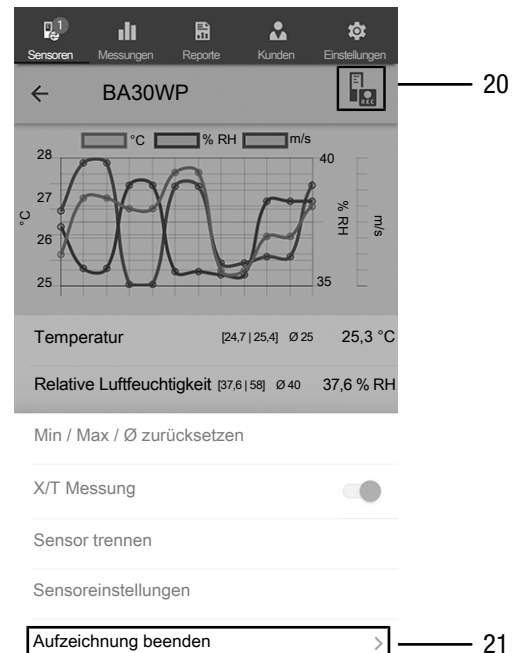 1
Sensoren Messungen Reporte Kunden Einstellungen
BA30WP
REC
20
°C % RH m/s
28
27
26
25
°C
40
35
% RH
m/s
Temperatur [24,7 | 25,4] Ø 25 25,3 °C
Relative Luftfeuchtigkeit [37,6 | 58] Ø 40 37,6 % RH
Min / Max / Ø zurücksetzen
X/T Messung
Sensor trennen
Sensoreinstellungen
Aufzeichnung beenden
21